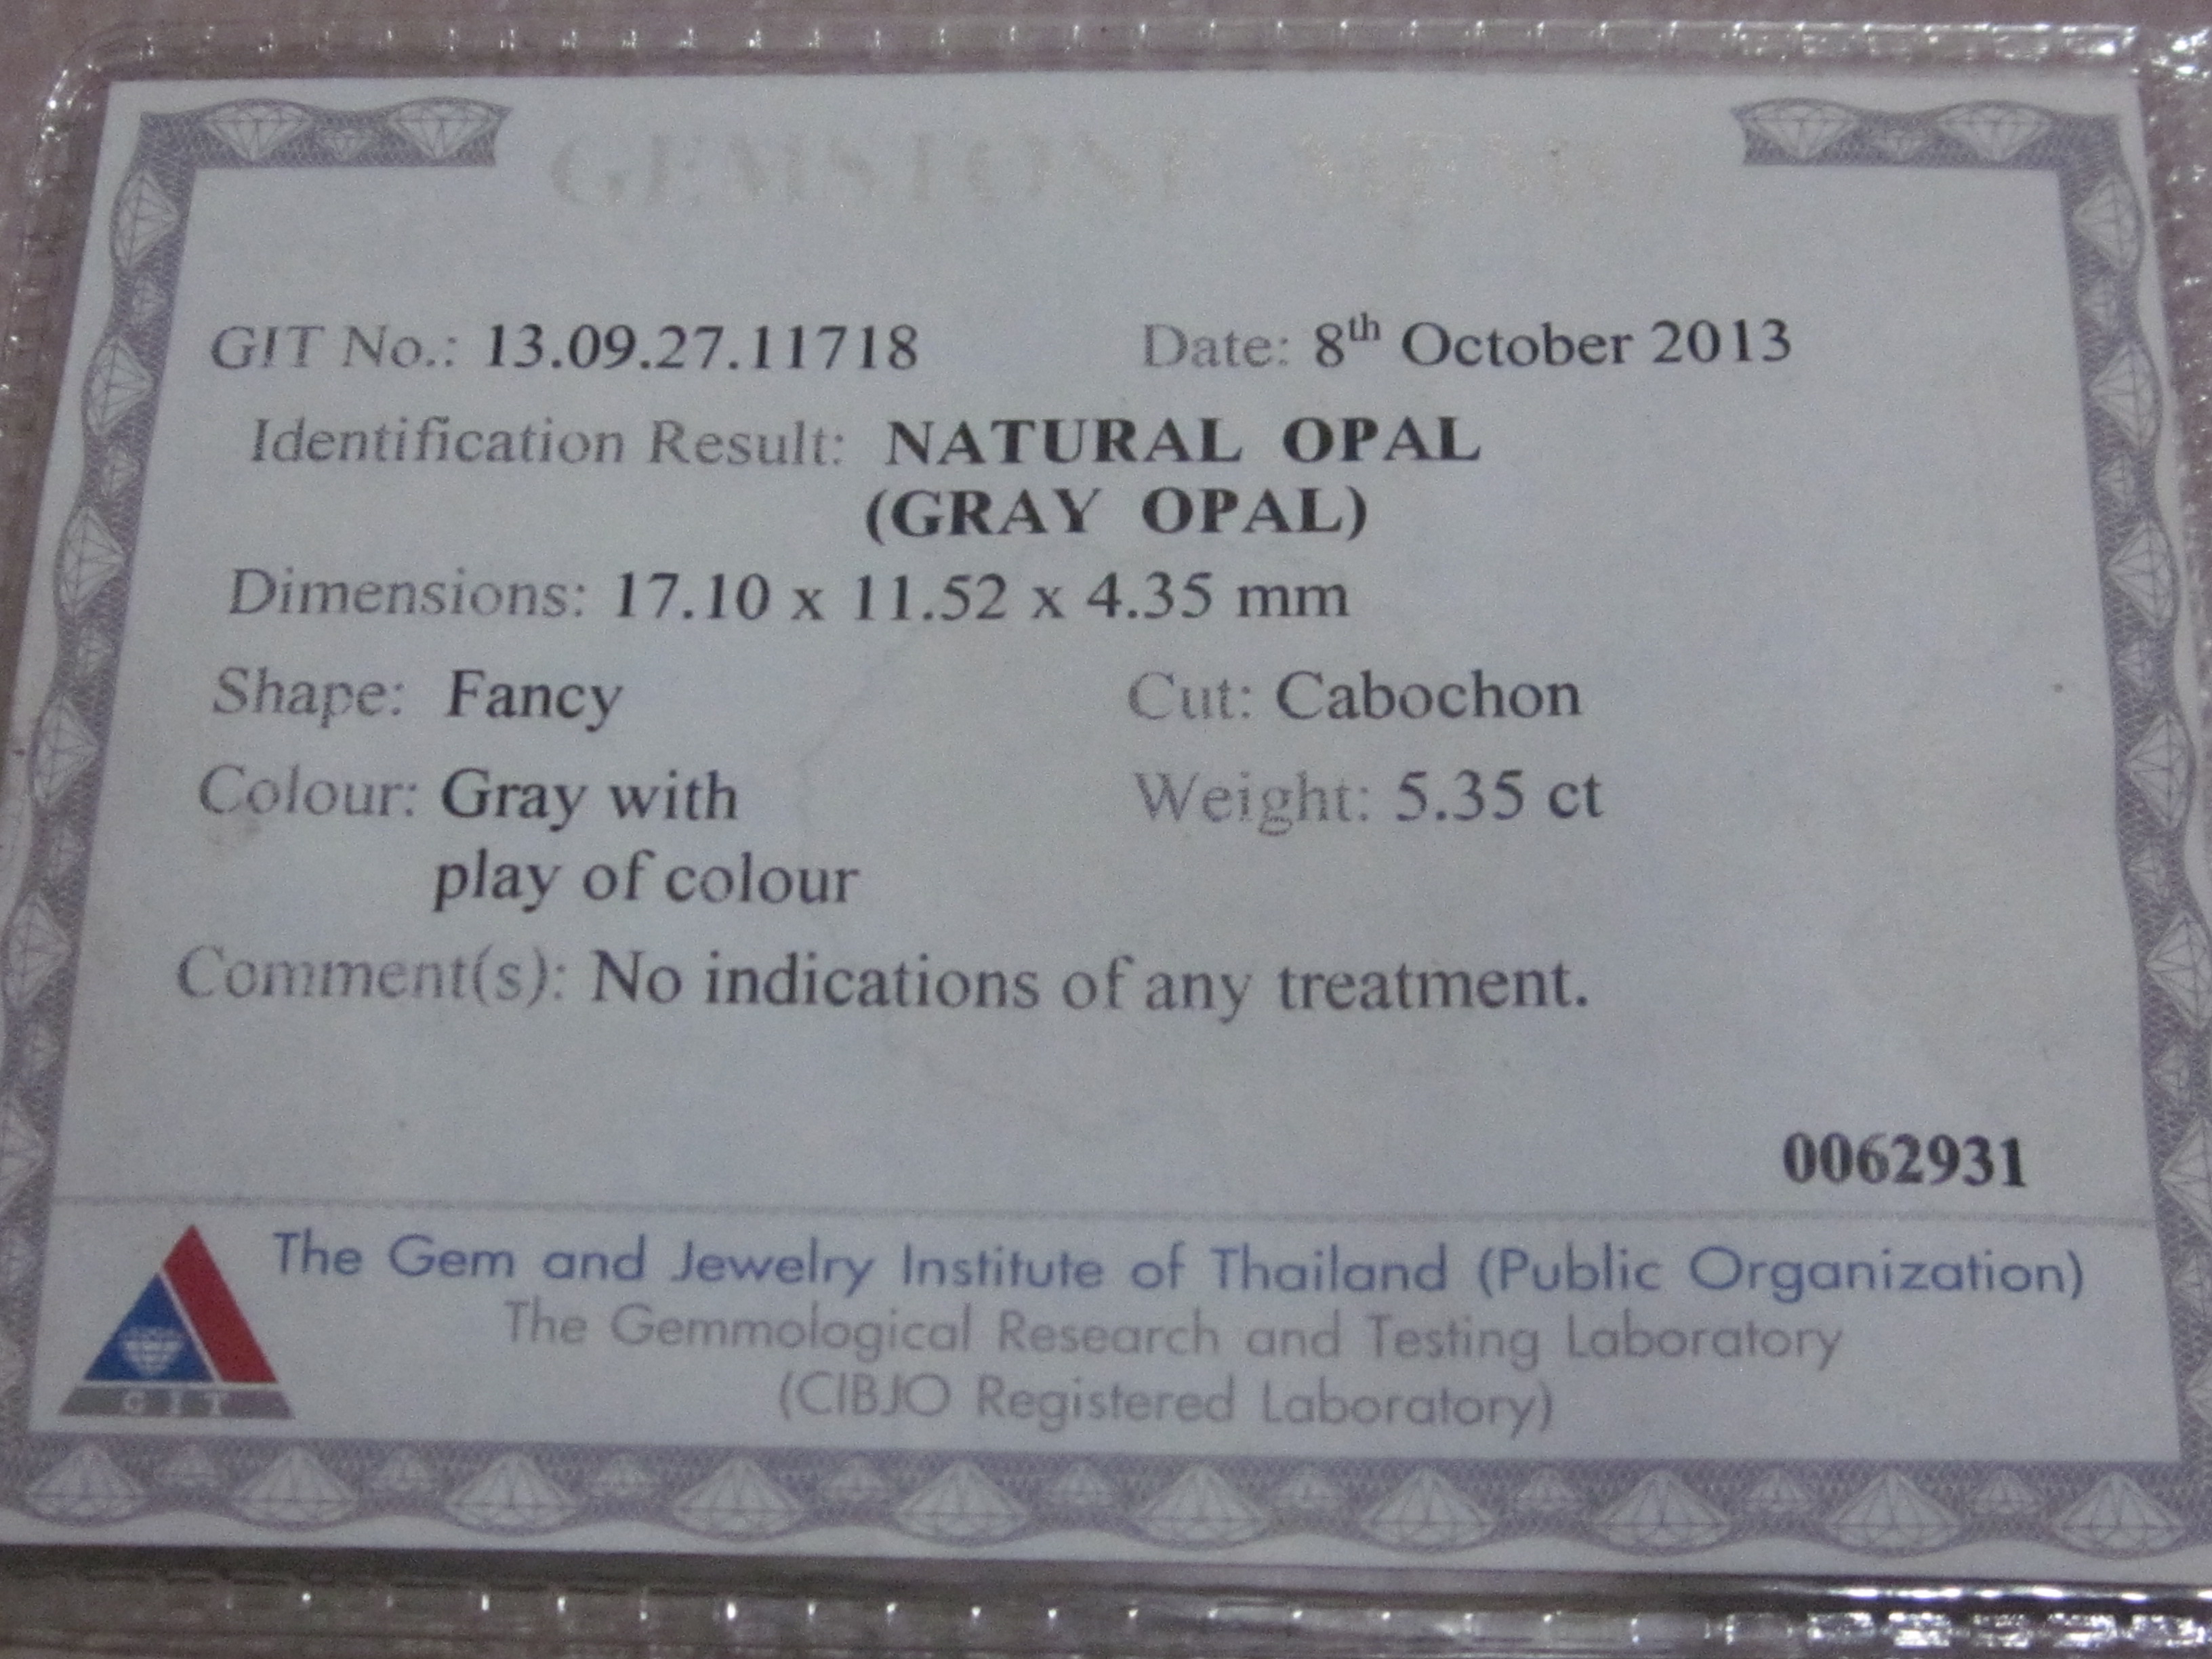 GEMSTONE MEMO
GIT No.: 13.09.27.11718 Date: 8th October 2013
Identification Result: NATURAL OPAL
(GRAY OPAL)
Dimensions: 17.10 x 11.52 x 4.35 mm
Shape: Fancy Cut: Cabochon
Colour: Gray with Weight: 5.35 ct
play of colour
Comment(s): No indications of any treatment.
0062931
The Gem and Jewelry Institute of Thailand (Public Organization)
The Gemmological Research and Testing Laboratory
(CIBJO Registered Laboratory)
GIT